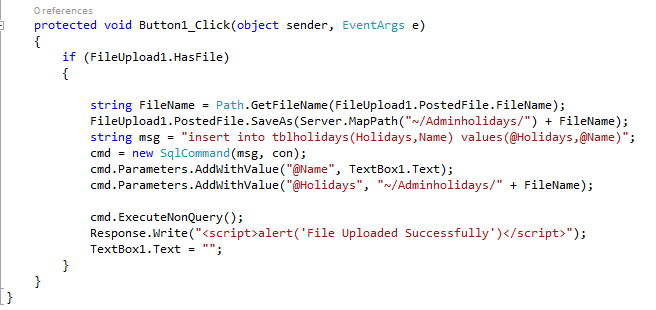 0 references
protected void Button1_Click(object sender, EventArgs e)
{
if (FileUpload1.HasFile)
{
string FileName = Path.GetFileName(FileUpload1.PostedFile.FileName);
FileUpload1.PostedFile.SaveAs(Server.MapPath("~/Adminholidays/") + FileName);
string msg = "insert into tblholidays(Holidays,Name) values(@Holidays,@Name)";
cmd = new SqlCommand(msg, con);
cmd.Parameters.AddWithValue("@Name", TextBox1.Text);
cmd.Parameters.AddWithValue("@Holidays", "~/Adminholidays/" + FileName);
cmd.ExecuteNonQuery();
Response.Write("<script>alert('File Uploaded Successfully')</script>");
TextBox1.Text = "";
}
}
}